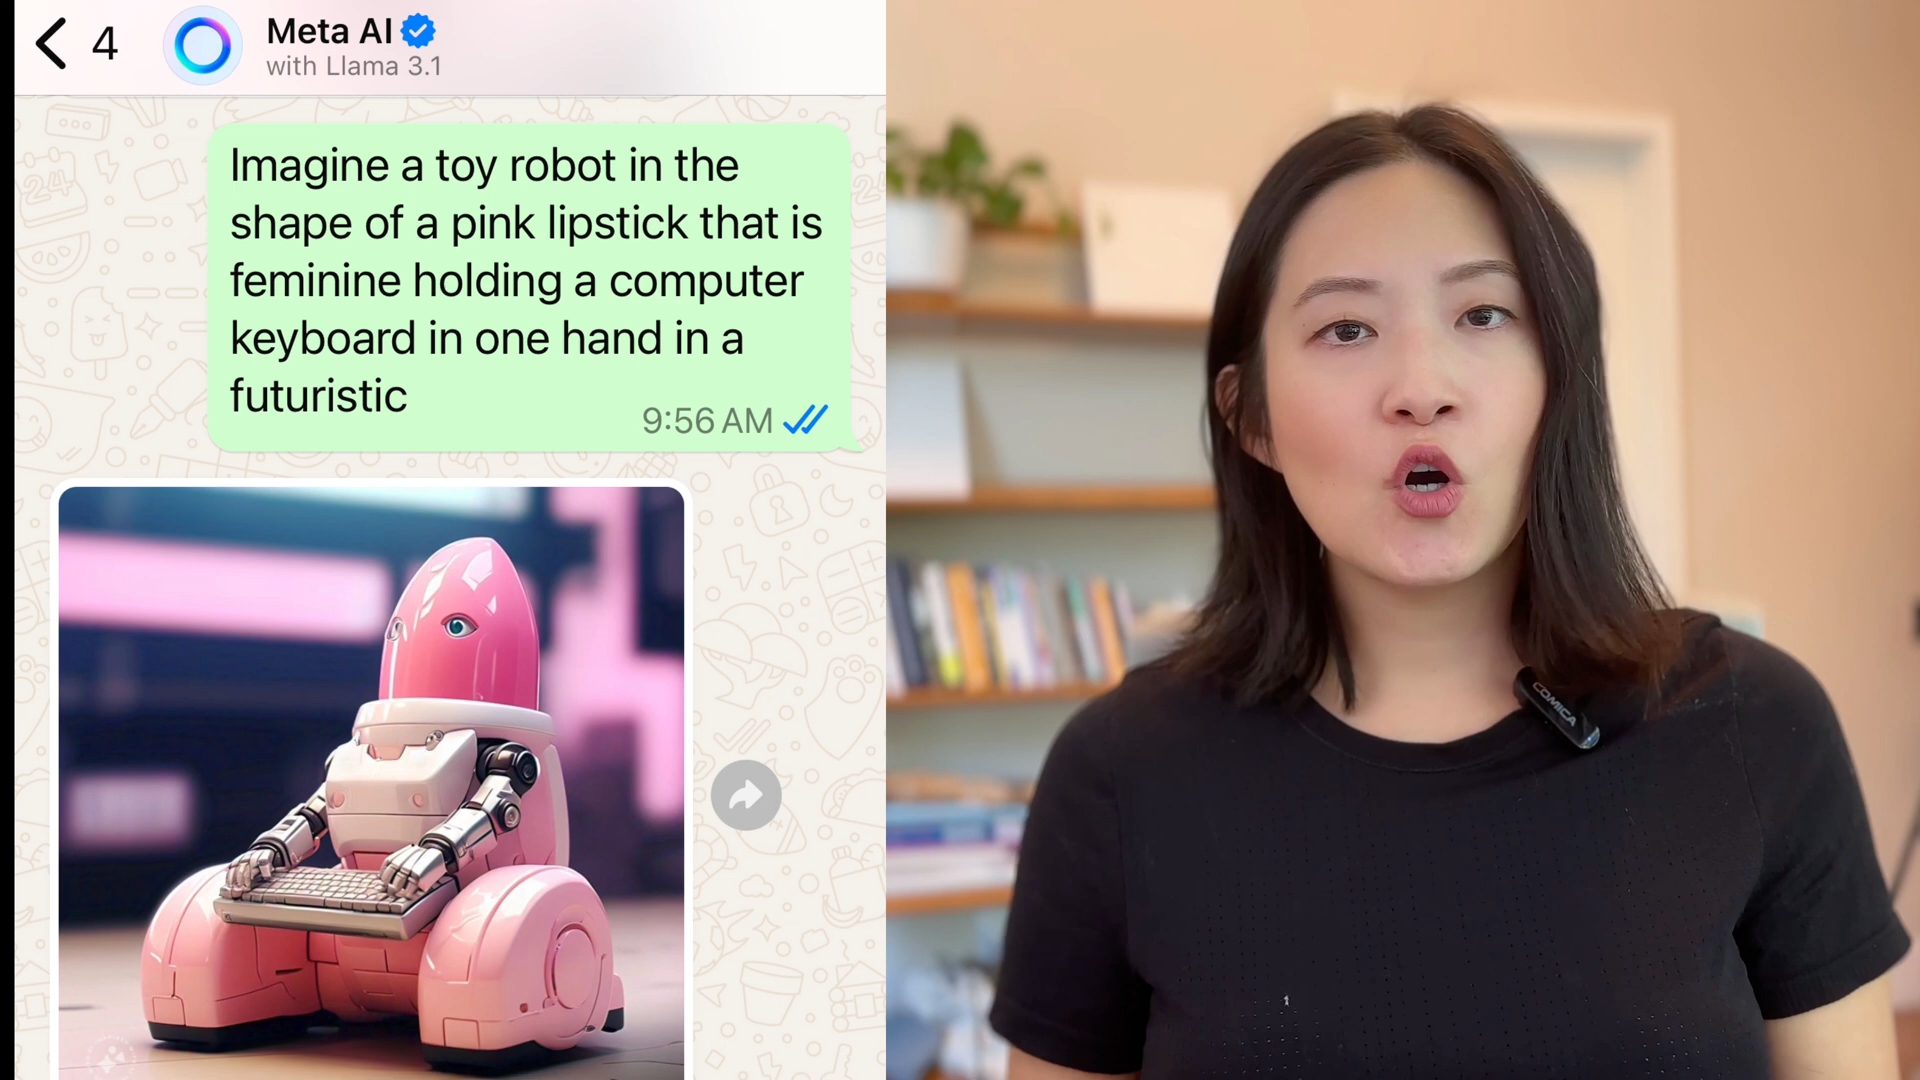 4
Meta AI
with Llama 3.1
Imagine a toy robot in the
shape of a pink lipstick that is
feminine holding a computer
keyboard in one hand in a
futuristic
9:56 AM
COMICA